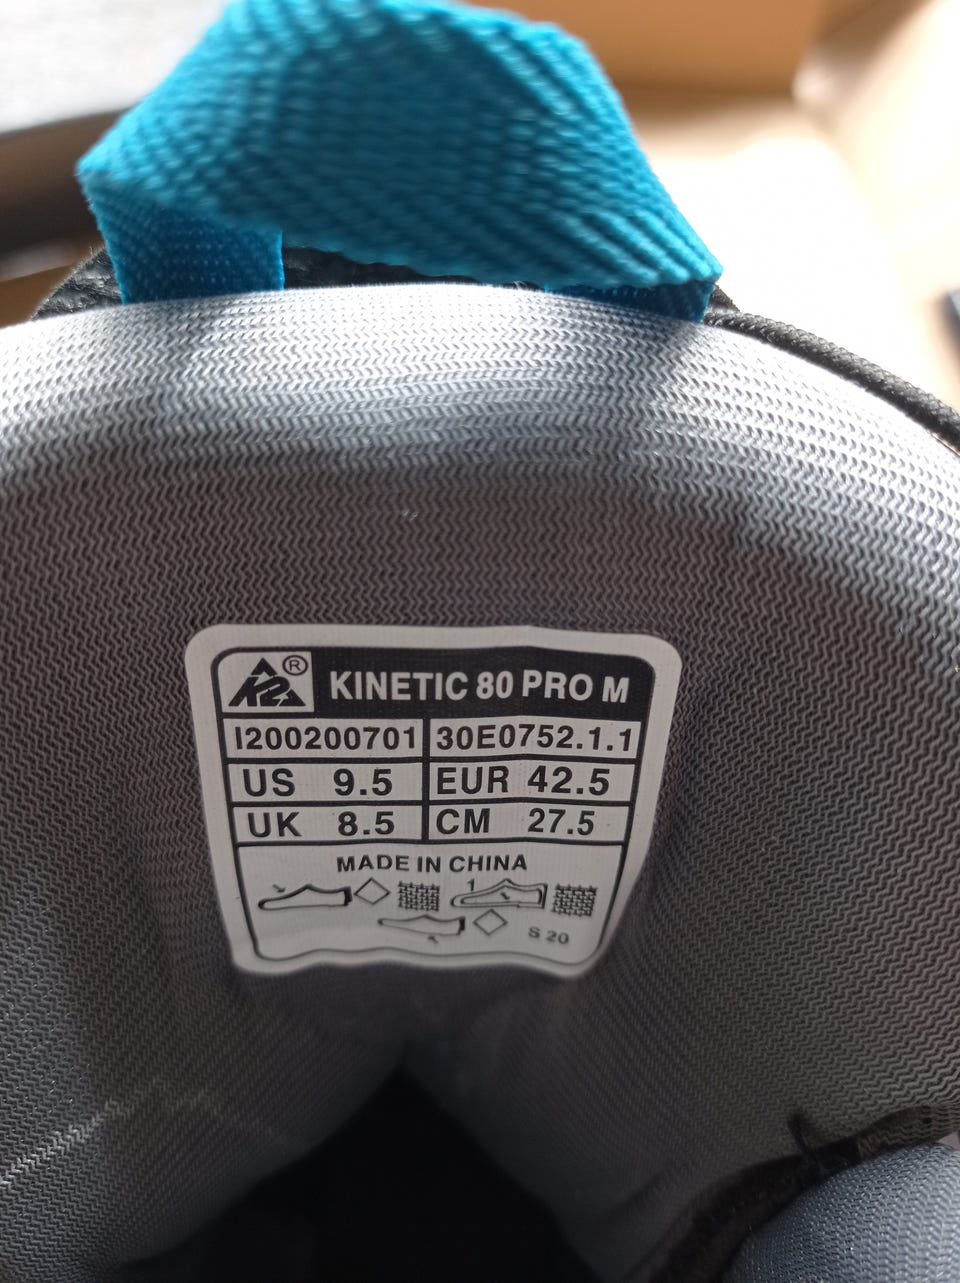 K2® KINETIC 80 PRO M
I200200701 30E0752.1.1
US 9.5 EUR 42.5
UK 8.5 CM 27.5
MADE IN CHINA
1
S 20